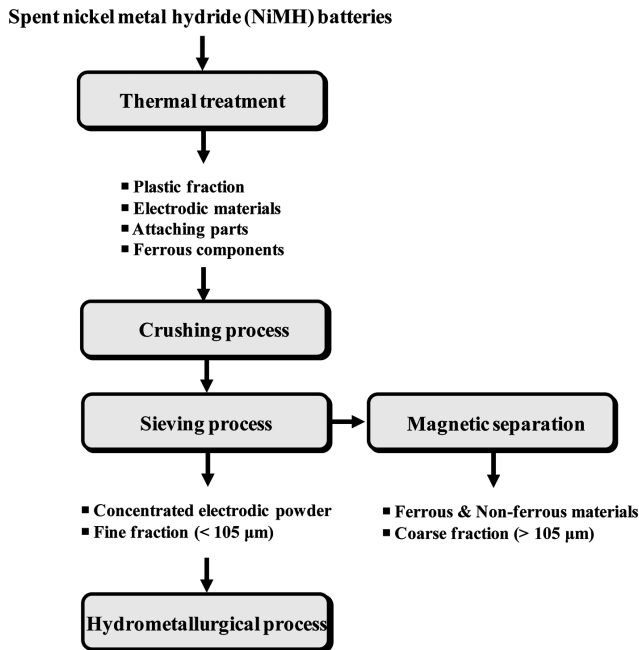 Spent nickel metal hydride (NiMH) batteries
Thermal treatment
▪ Plastic fraction
▪ Electrodic materials
▪ Attaching parts
▪ Ferrous components
Crushing process
Sieving process
Magnetic separation
▪ Concentrated electrodic powder
▪ Fine fraction (< 105 μm)
▪ Ferrous & Non-ferrous materials
▪ Coarse fraction (> 105 μm)
Hydrometallurgical process